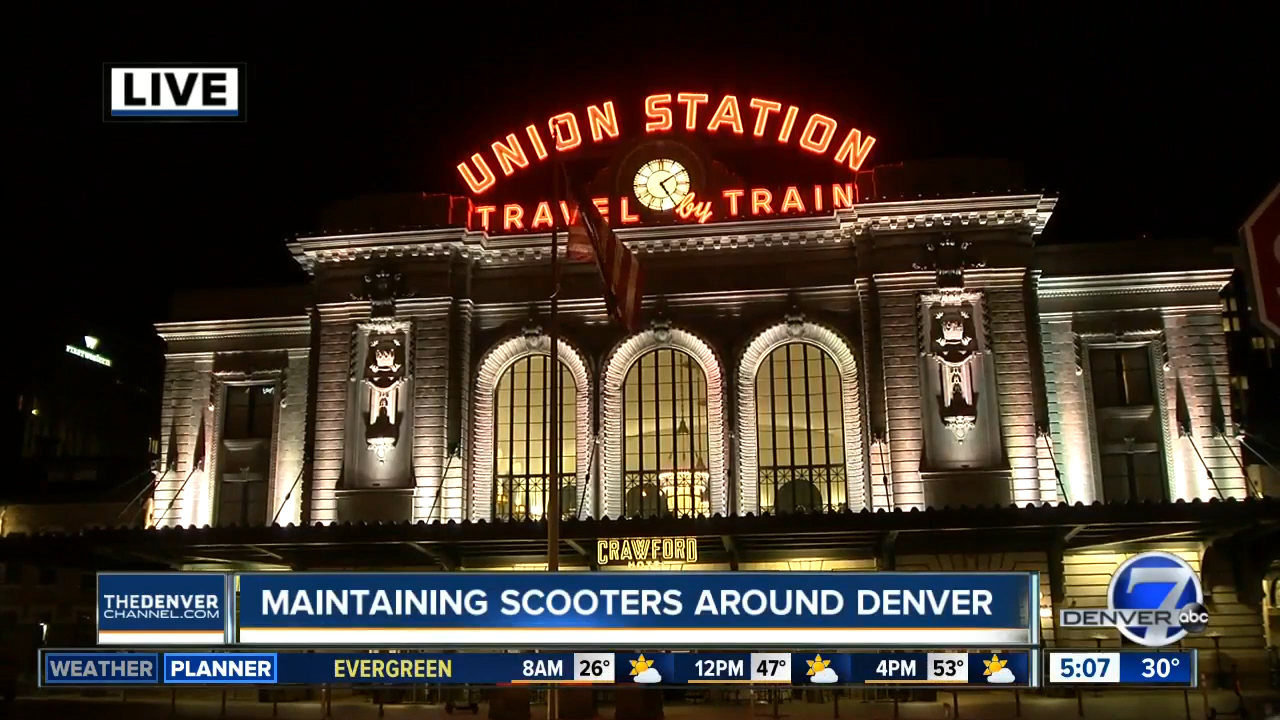 LIVE
UNION STATION
TRAVEL by TRAIN
CRAWFORD
HOTEL
THEDENVER
CHANNEL.COM
MAINTAINING SCOOTERS AROUND DENVER
DENVER 7 abc
WEATHER PLANNER EVERGREEN 8AM 26° 12PM 47° 4PM 53° 5:07 30°